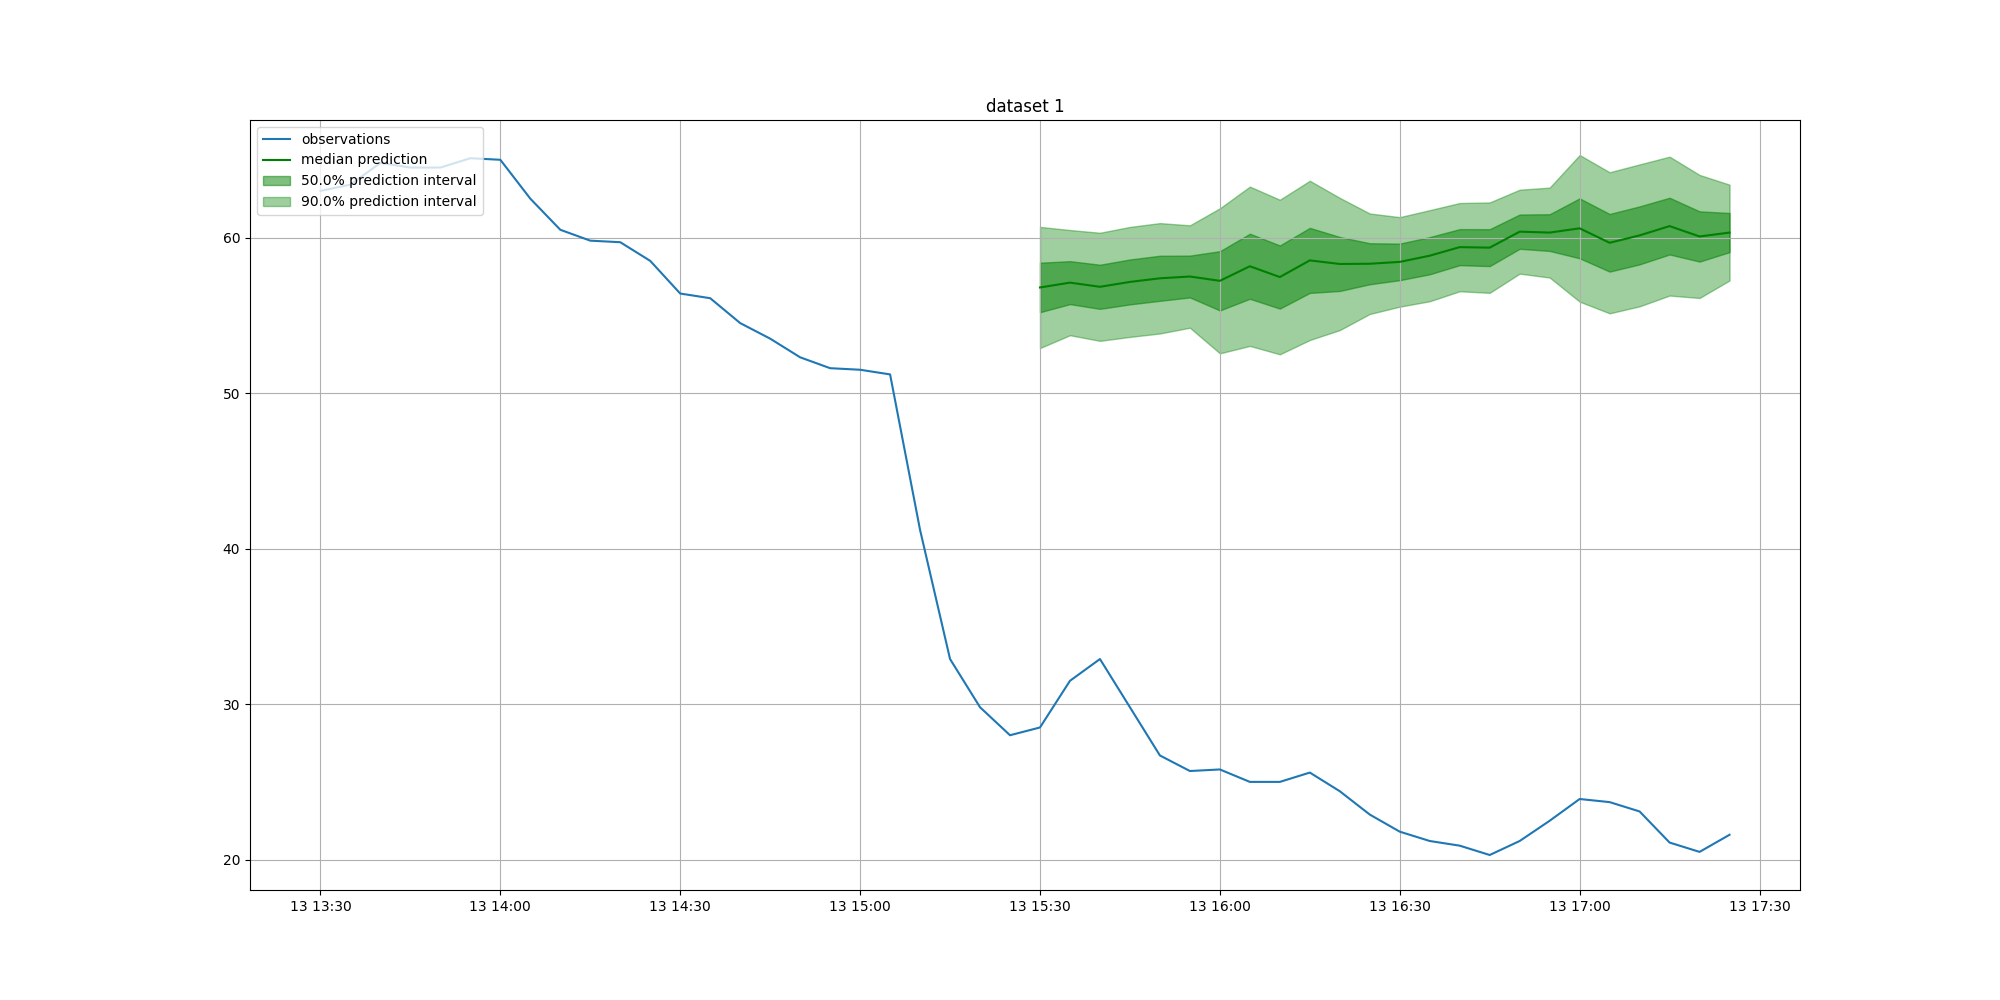 dataset 1
observations
median prediction
50.0% prediction interval
90.0% prediction interval
60
50
40
30
20
13 13:30 13 14:00 13 14:30 13 15:00 13 15:30 13 16:00 13 16:30 13 17:00 13 17:30